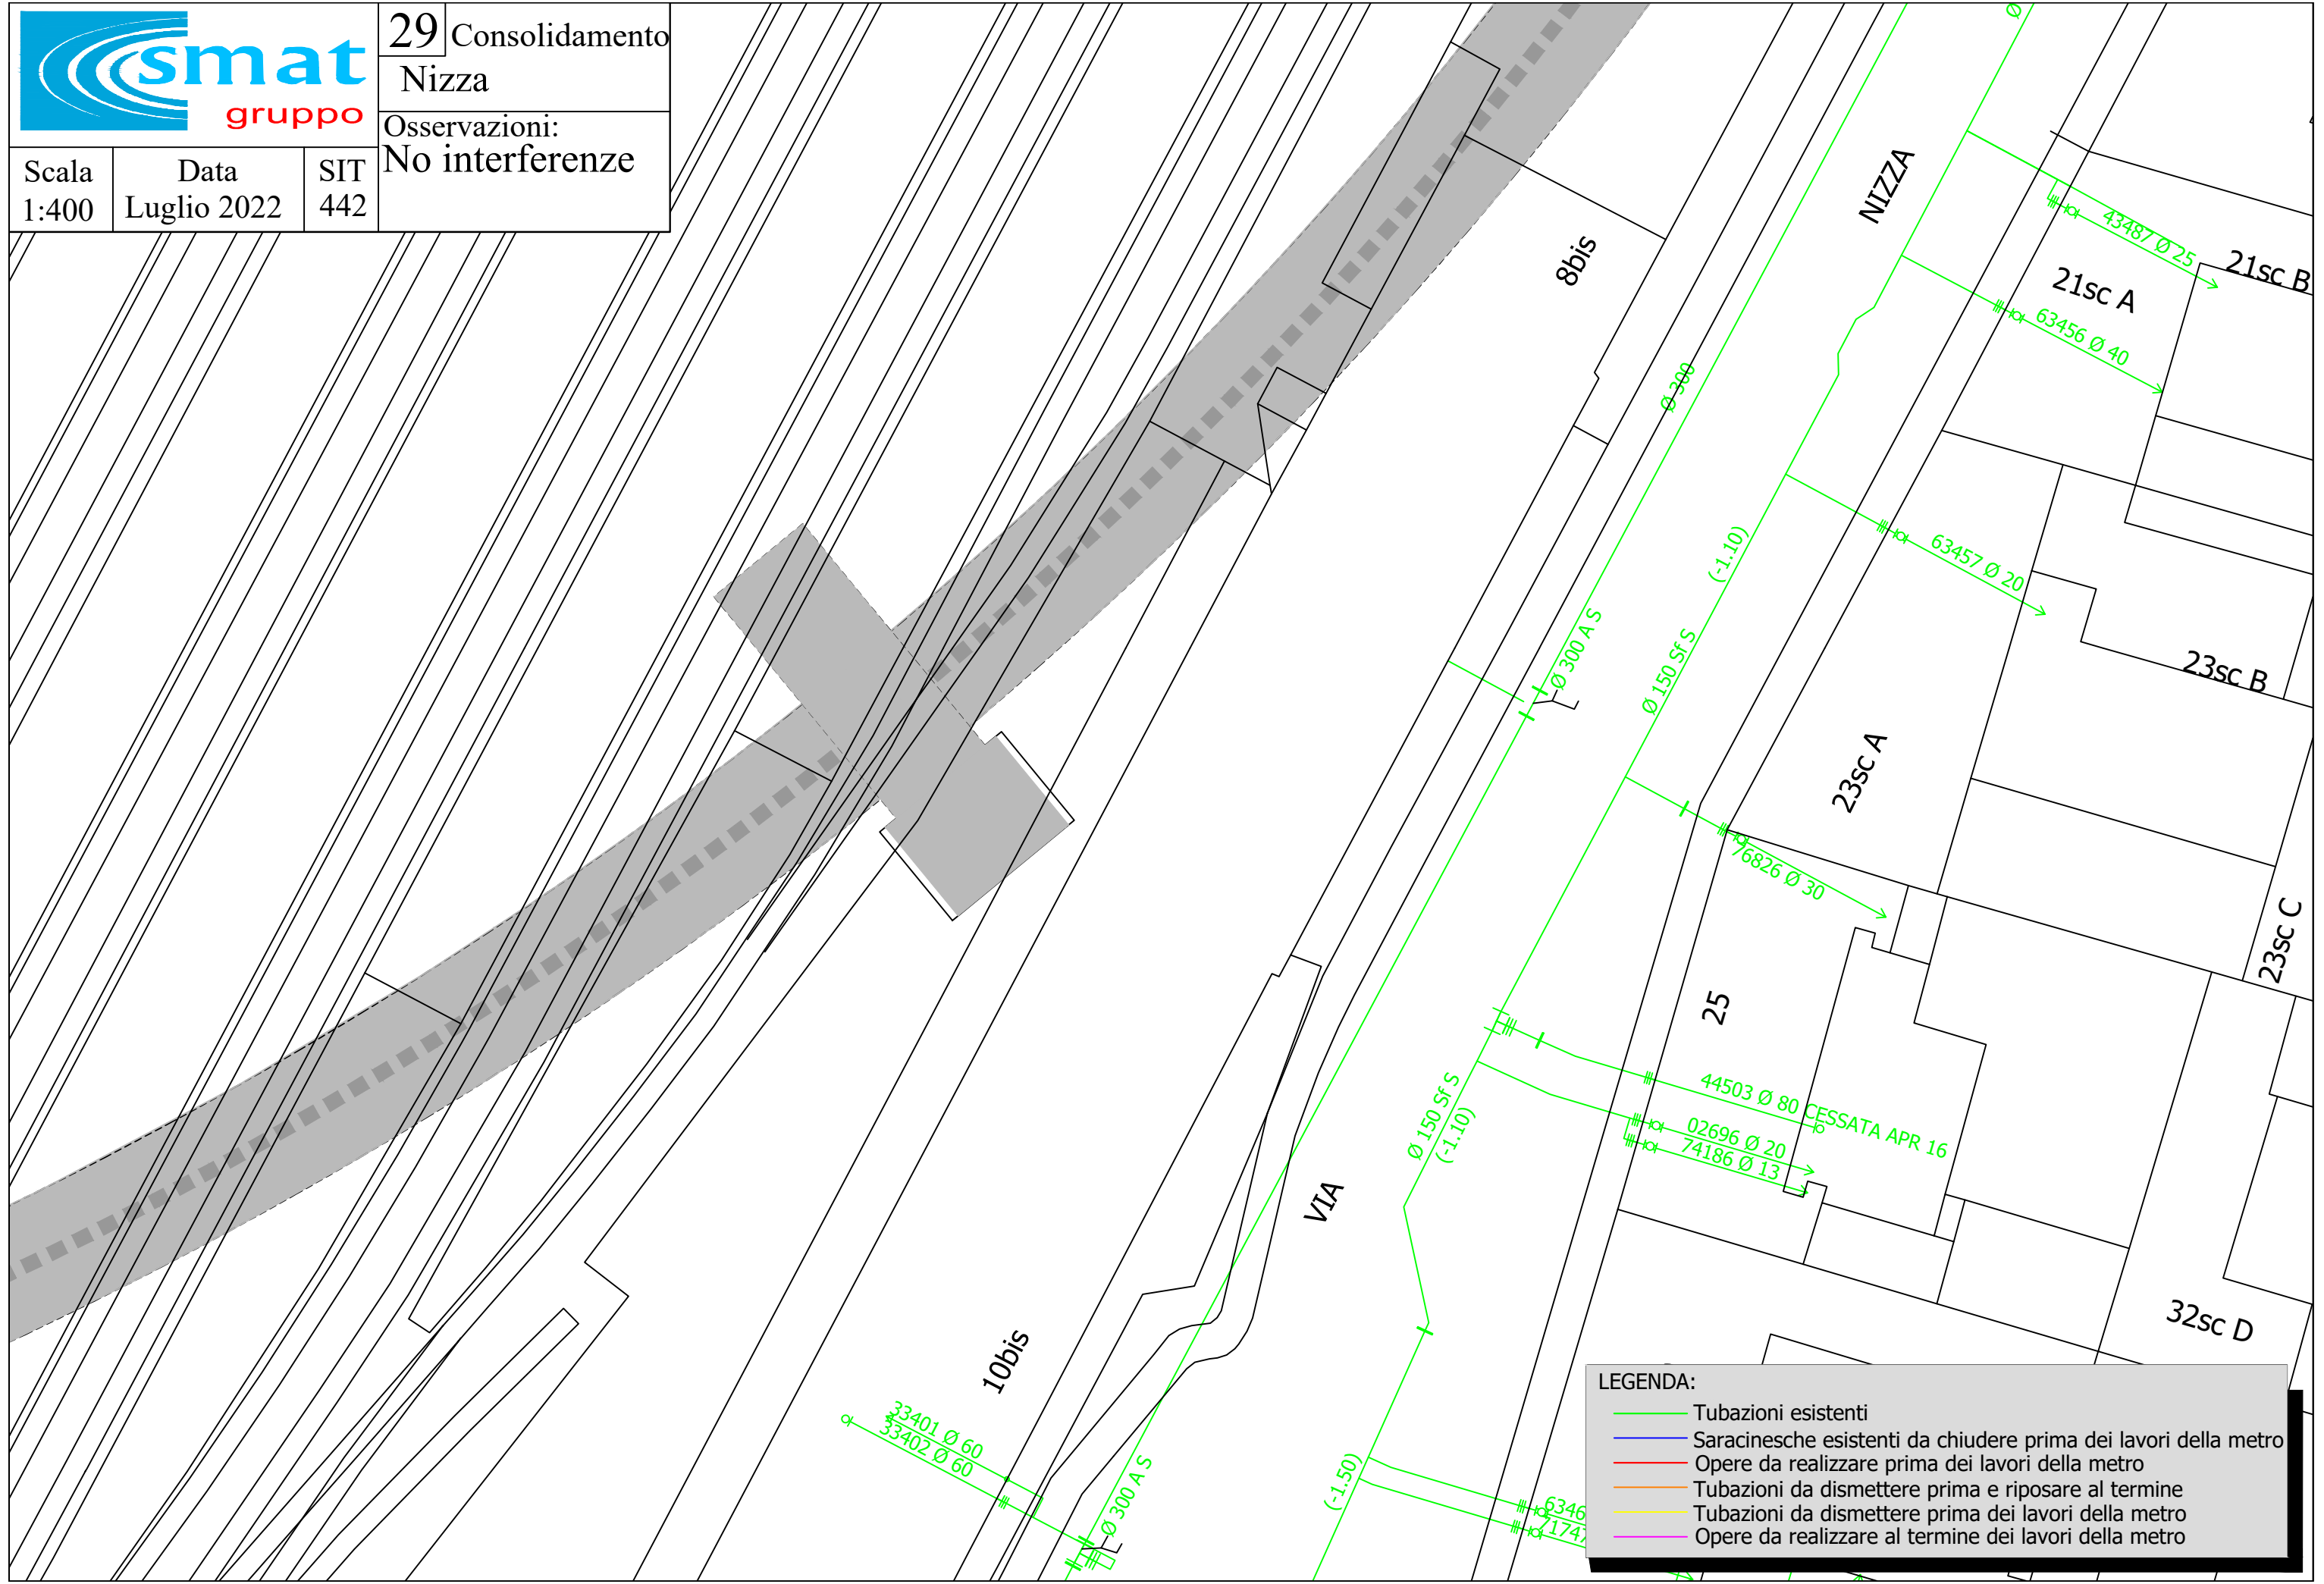 smat
gruppo
29 Consolidamento
Nizza
Osservazioni:
No interferenze
Scala
1:400
Data
Luglio 2022
SIT
442
NIZZA
8bis
Ø 300
43487 Ø 25
21sc B
21sc A
63456 Ø 40
(-1.10)
63457 Ø 20
Ø 300 A S
Ø 150 Sf S
23sc B
23sc A
76826 Ø 30
23sc C
25
44503 Ø 80 CESSATA APR 16
02696 Ø 20
74186 Ø 13
Ø 150 Sf S
(-1.10)
VIA
32sc D
10bis
33401 Ø 60
33402 Ø 60
Ø 300 A S
(-1.50)
LEGENDA:
Tubazioni esistenti
Saracinesche esistenti da chiudere prima dei lavori della metro
Opere da realizzare prima dei lavori della metro
Tubazioni da dismettere prima e riposare al termine
Tubazioni da dismettere prima dei lavori della metro
Opere da realizzare al termine dei lavori della metro